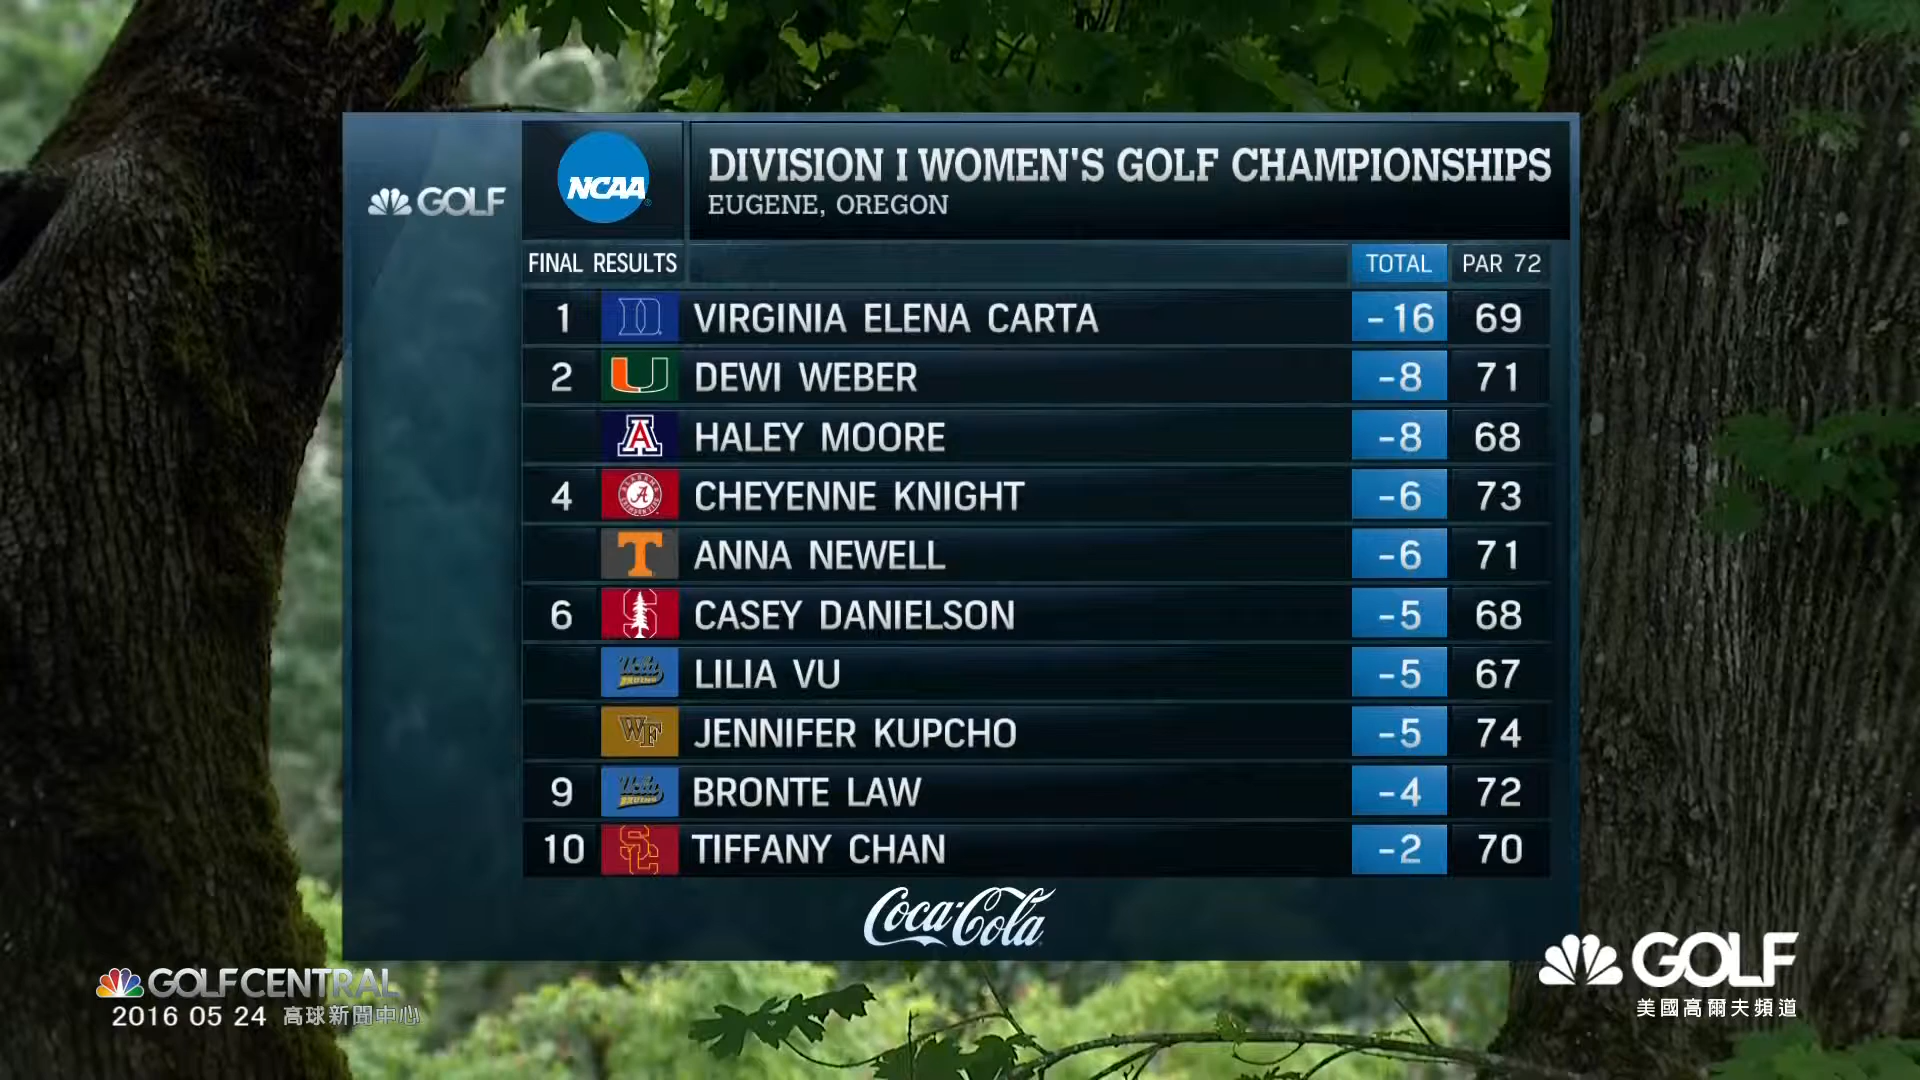 GOLF
NCAA
DIVISION I WOMEN'S GOLF CHAMPIONSHIPS
EUGENE, OREGON
FINAL RESULTS TOTAL PAR 72
1 D VIRGINIA ELENA CARTA -16 69
2 U DEWI WEBER -8 71
A HALEY MOORE -8 68
4 A CHEYENNE KNIGHT -6 73
T ANNA NEWELL -6 71
6 S CASEY DANIELSON -5 68
Ucla BRUINS LILIA VU -5 67
WF JENNIFER KUPCHO -5 74
9 Ucla BRUINS BRONTE LAW -4 72
10 SC TIFFANY CHAN -2 70
Coca-Cola
GOLF CENTRAL
2016 05 24 高球新聞中心
GOLF
美國高爾夫頻道